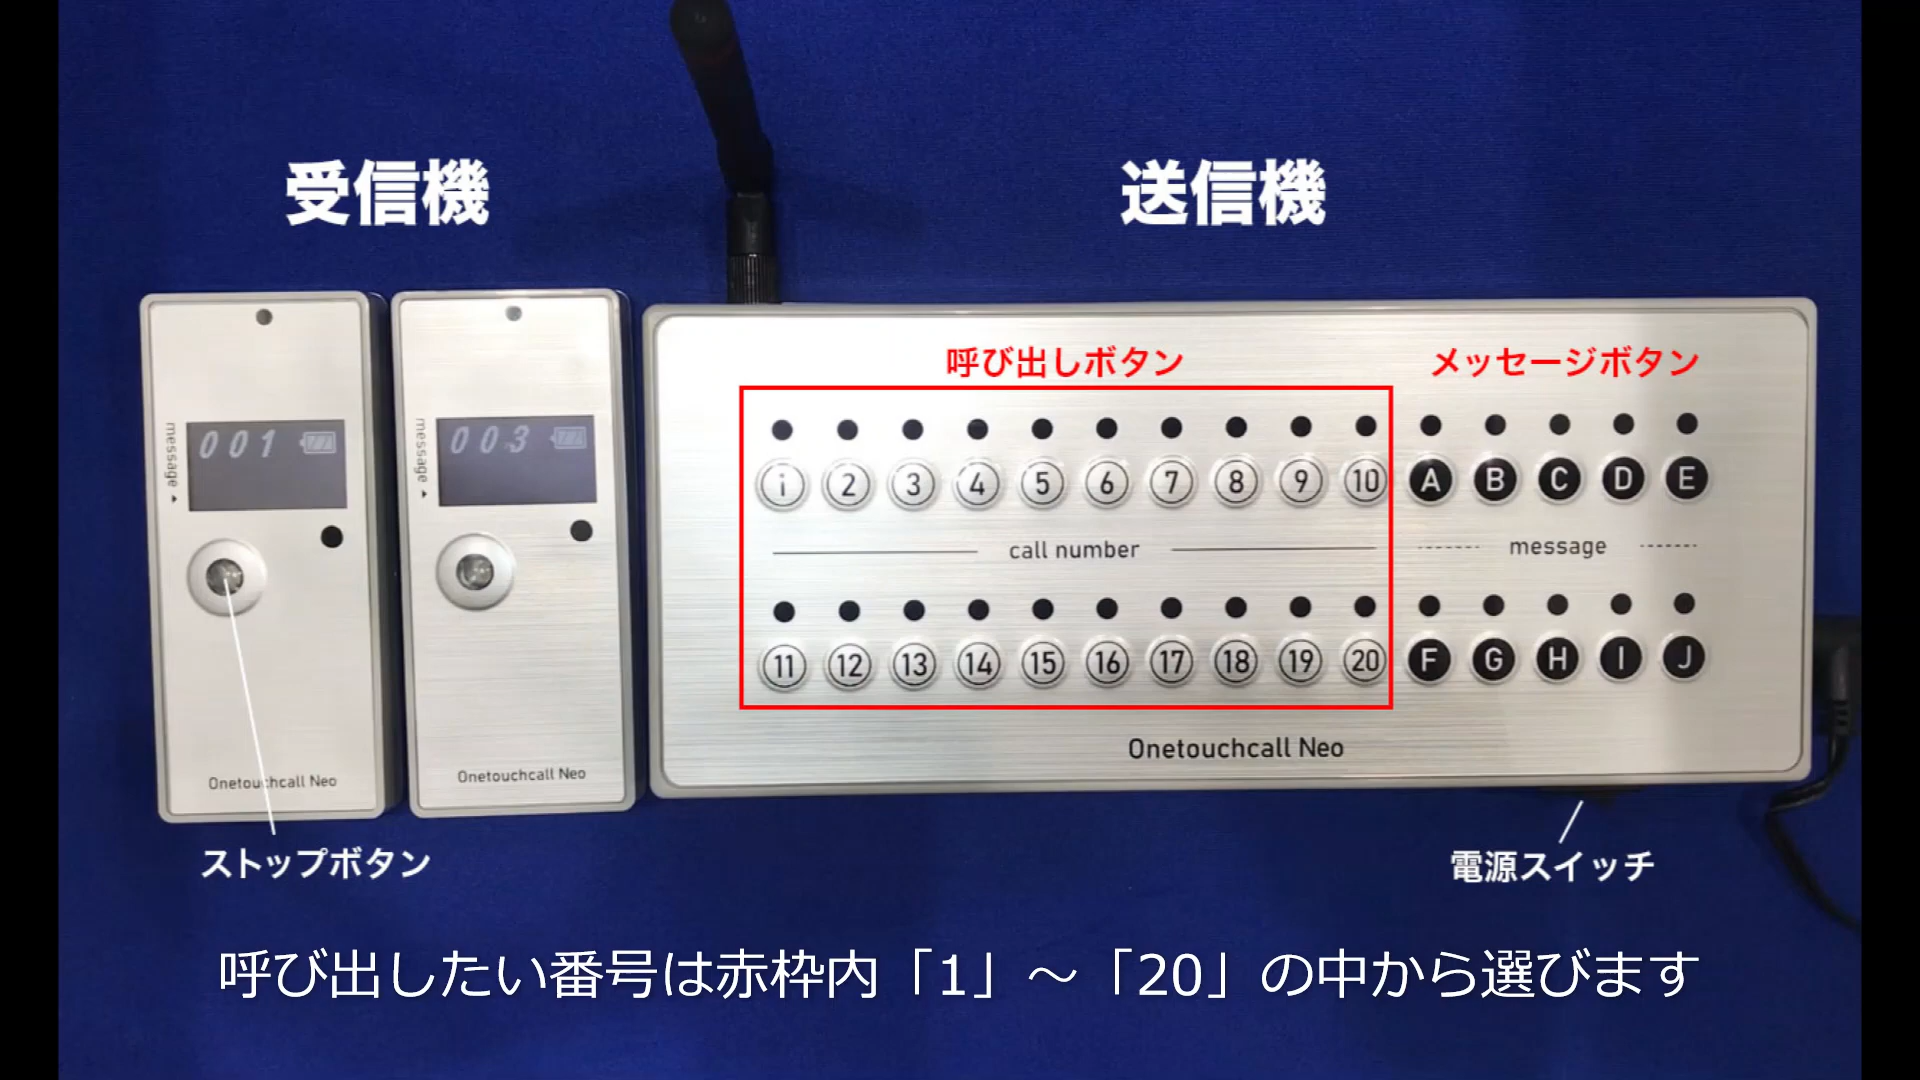 受信機
送信機
呼び出しボタン
メッセージボタン
001
message
003
message
1 2 3 4 5 6 7 8 9 10 A B C D E
call number
message
11 12 13 14 15 16 17 18 19 20 F G H I J
Onetouchcall Neo
Onetouchcall Neo
Onetouchcall Neo
ストップボタン
電源スイッチ
呼び出したい番号は赤枠内「1」～「20」の中から選びます